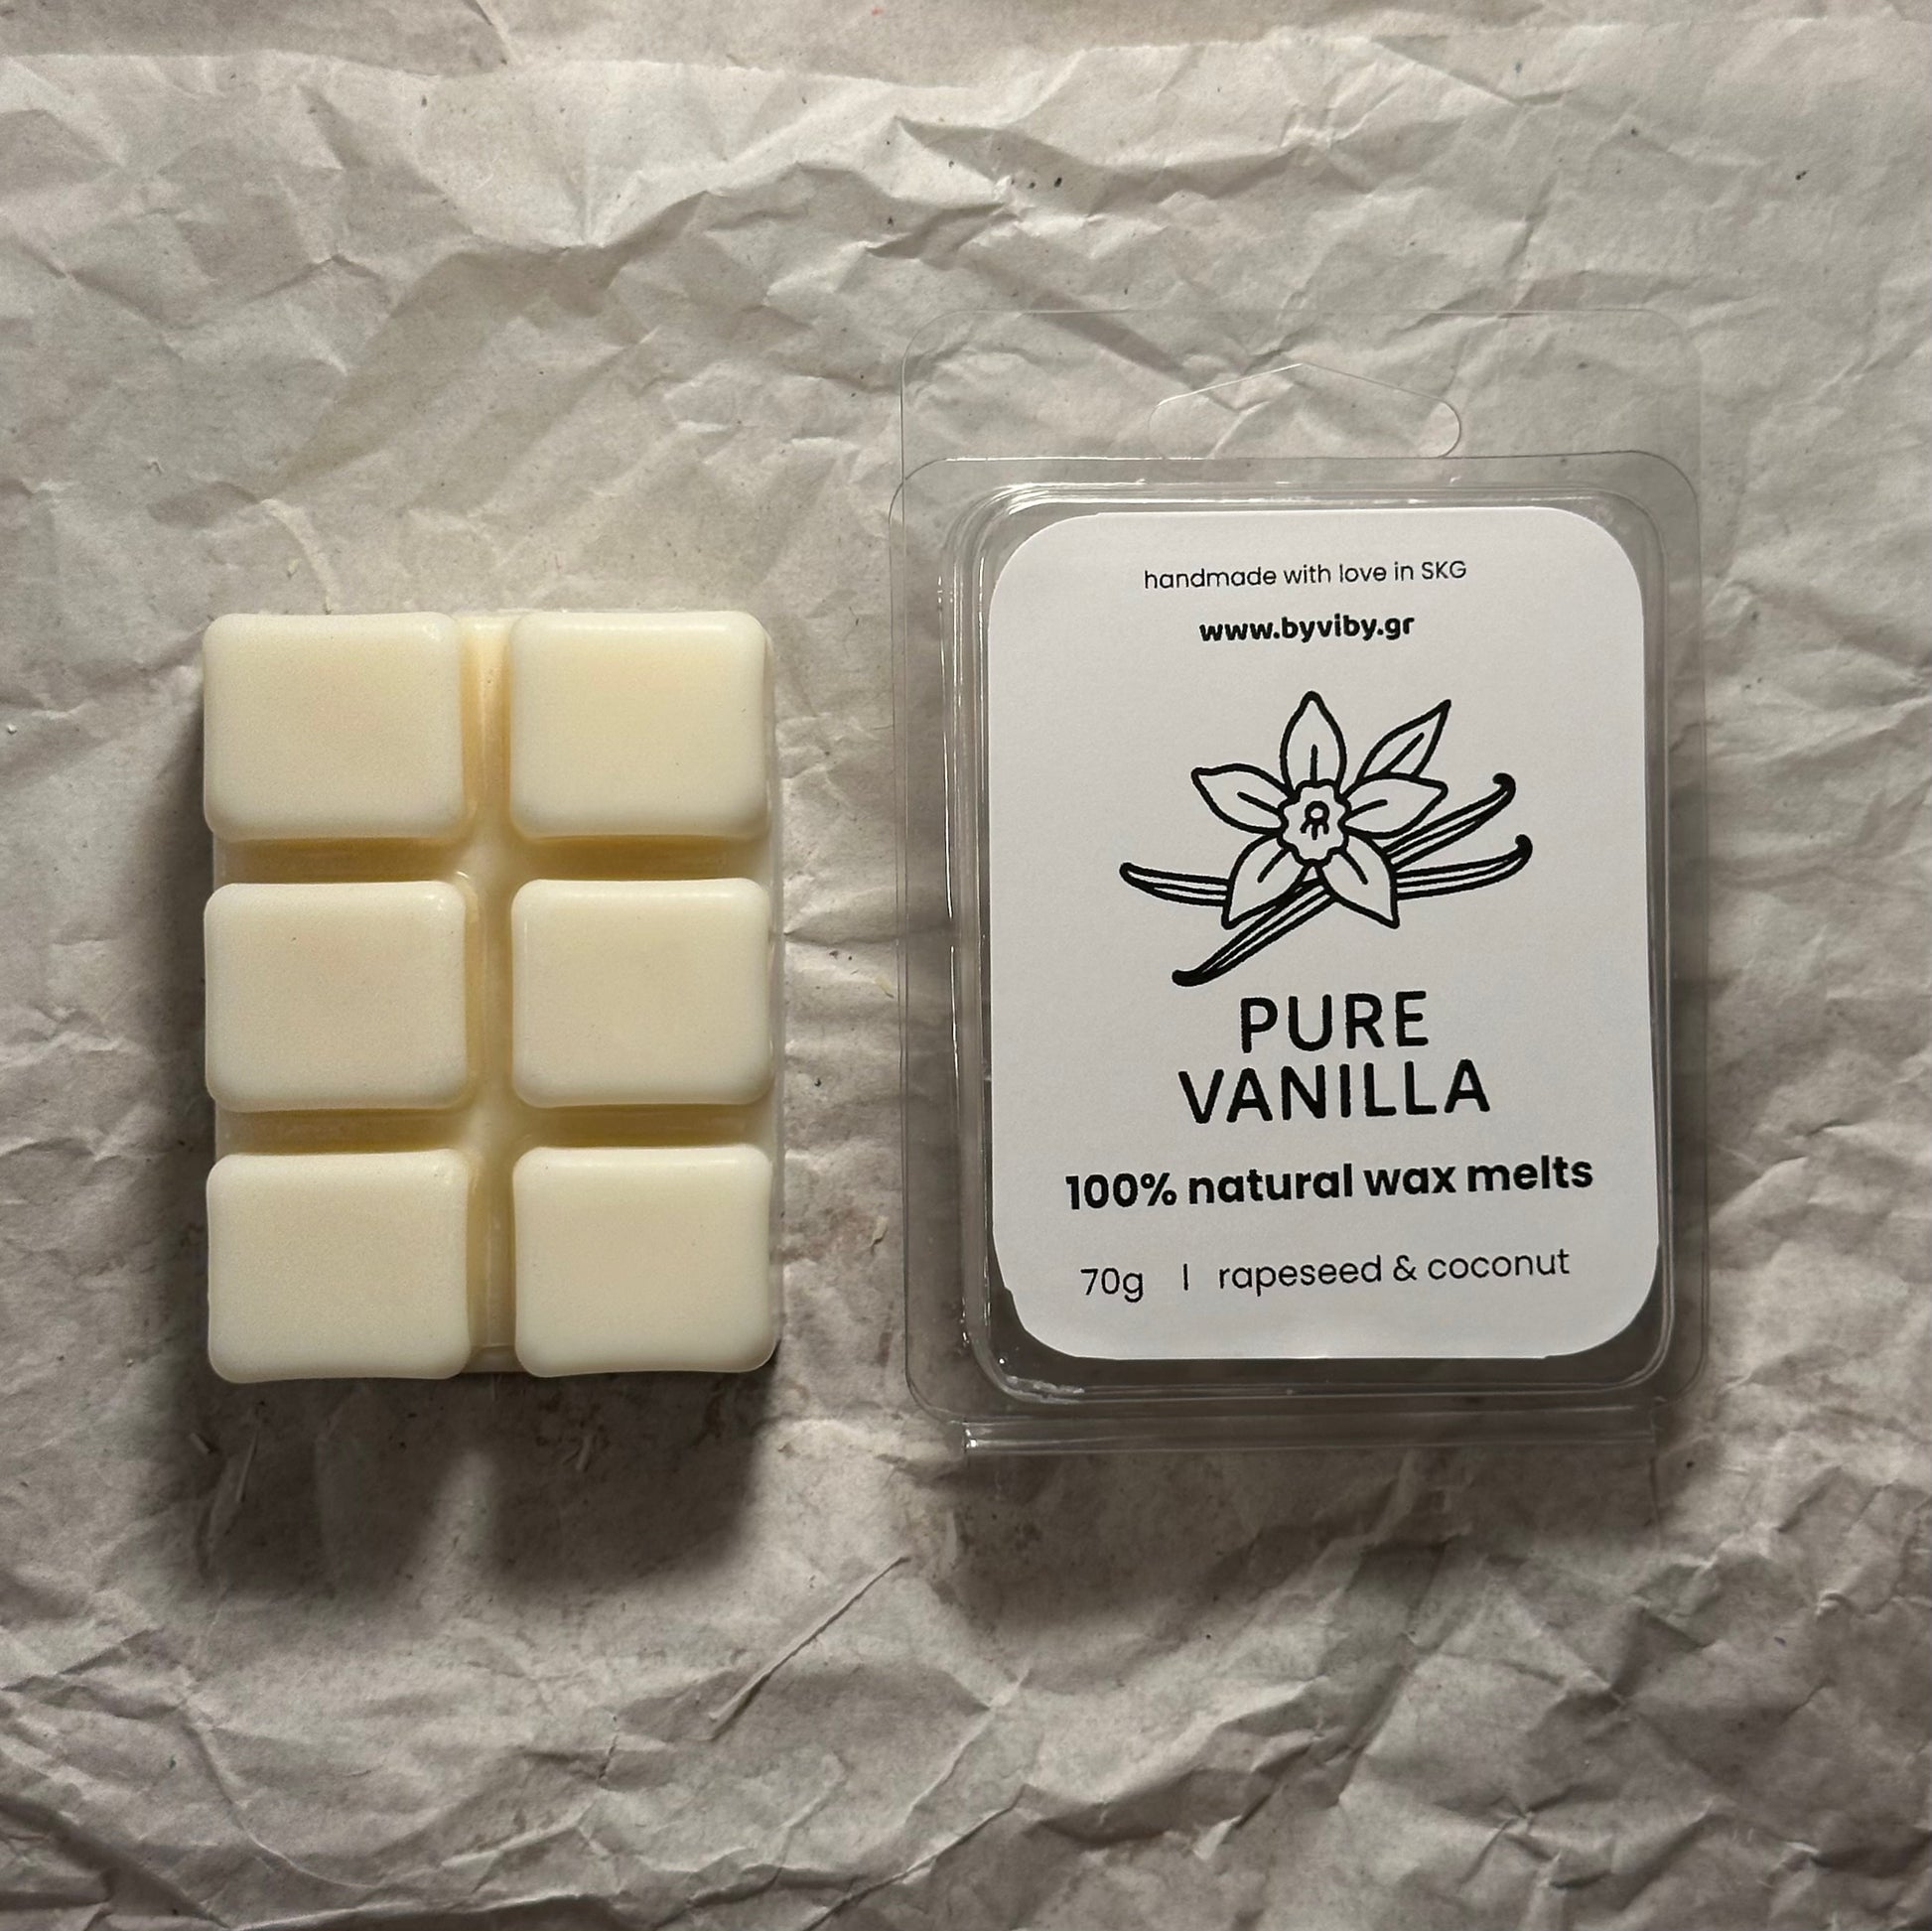 handmade with love in SKG
www.byviby.gr
PURE
VANILLA
100% natural wax melts
70g | rapeseed & coconut